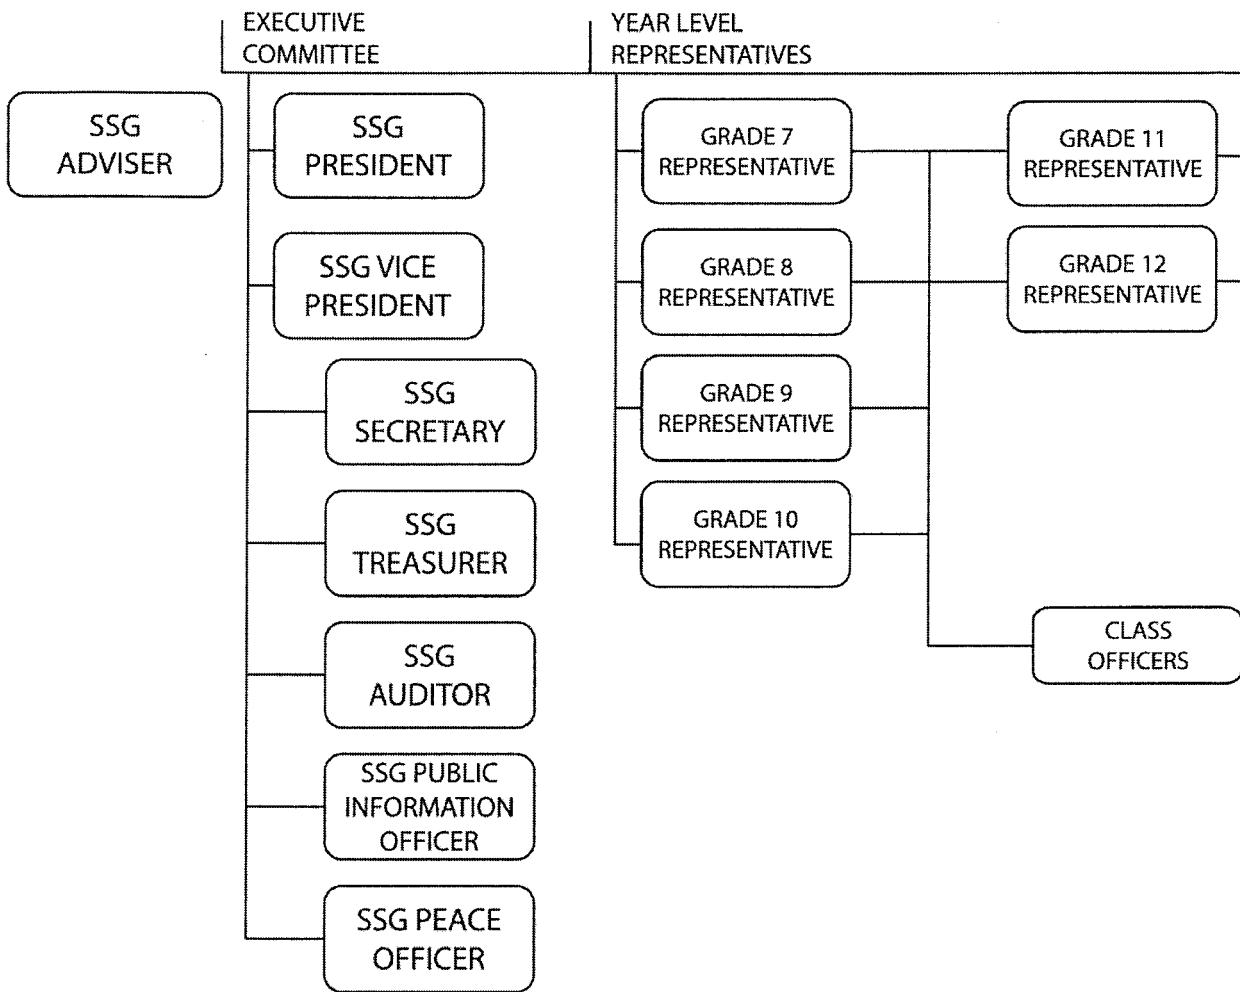 EXECUTIVE
COMMITTEE
YEAR LEVEL
REPRESENTATIVES
SSG
ADVISER
SSG
PRESIDENT
SSG VICE
PRESIDENT
SSG
SECRETARY
SSG
TREASURER
SSG
AUDITOR
SSG PUBLIC
INFORMATION
OFFICER
SSG PEACE
OFFICER
GRADE 7
REPRESENTATIVE
GRADE 8
REPRESENTATIVE
GRADE 9
REPRESENTATIVE
GRADE 10
REPRESENTATIVE
GRADE 11
REPRESENTATIVE
GRADE 12
REPRESENTATIVE
CLASS
OFFICERS